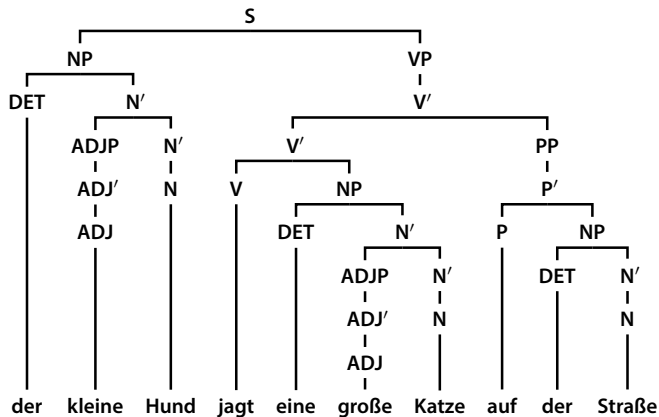 S
NP VP
DET N′ V′
ADJP N′ V′ PP
ADJ′ N V NP P′
ADJ DET N′ P NP
ADJP N′ DET N′
ADJ′ N N
ADJ
der kleine Hund jagt eine große Katze auf der Straße